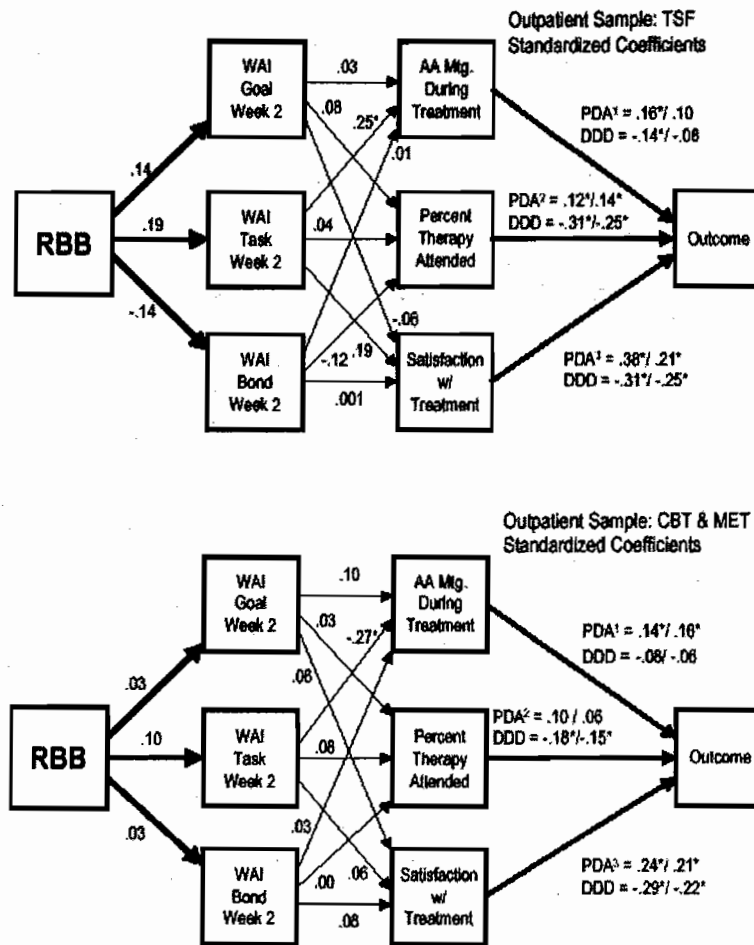 Outpatient Sample: TSF
Standardized Coefficients
WAI
Goal
Week 2
.03
AA Mtg.
During
Treatment
.08
.25*
PDA¹ = .16*/ .10
DDD = -.14*/ -.08
.14
.01
RBB
.19
WAI
Task
Week 2
.04
Percent
Therapy
Attended
PDA² = .12*/ .14*
DDD = -.31*/-.25*
Outcome
-.14
-.06
WAI
Bond
Week 2
-.12
.19
.001
Satisfaction
w/
Treatment
PDA³ = .38*/ .21*
DDD = -.31*/ -.25*
Outpatient Sample: CBT & MET
Standardized Coefficients
WAI
Goal
Week 2
.10
AA Mtg.
During
Treatment
.03
-.27*
PDA¹ = .14*/ .16*
DDD = -.08/ -.06
.06
.03
RBB
.10
WAI
Task
Week 2
.08
Percent
Therapy
Attended
PDA² = .10 / .06
DDD = -.18*/-.15*
Outcome
.03
.03
WAI
Bond
Week 2
.00
.06
.08
Satisfaction
w/
Treatment
PDA³ = .24*/ .21*
DDD = -.29*/ -.22*